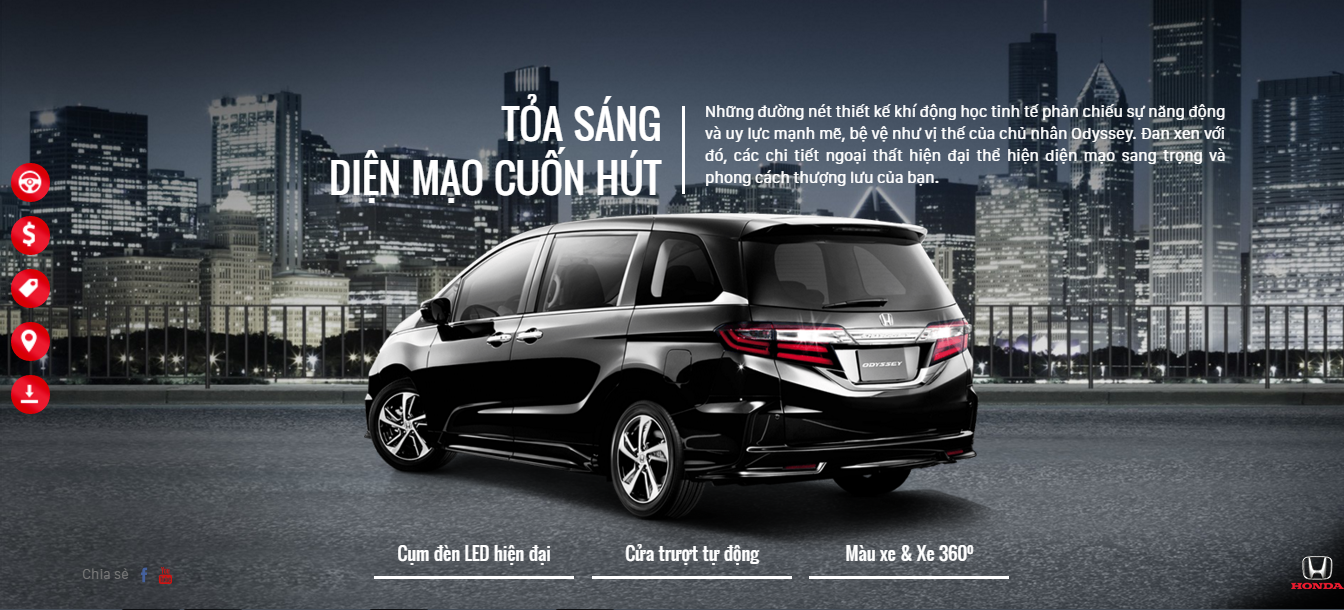 TỎA SÁNG
DIỆN MẠO CUỐN HÚT
Những đường nét thiết kế khí động học tinh tế phản chiếu sự năng động
và uy lực mạnh mẽ, bệ vệ như vị thế của chủ nhân Odyssey. Đan xen với
đó, các chi tiết ngoại thất hiện đại thể hiện diện mạo sang trọng và
phong cách thượng lưu của bạn.
$
ODYSSEY
Cụm đèn LED hiện đại
Cửa trượt tự động
Màu xe & Xe 360º
Chia sẻ
HONDA